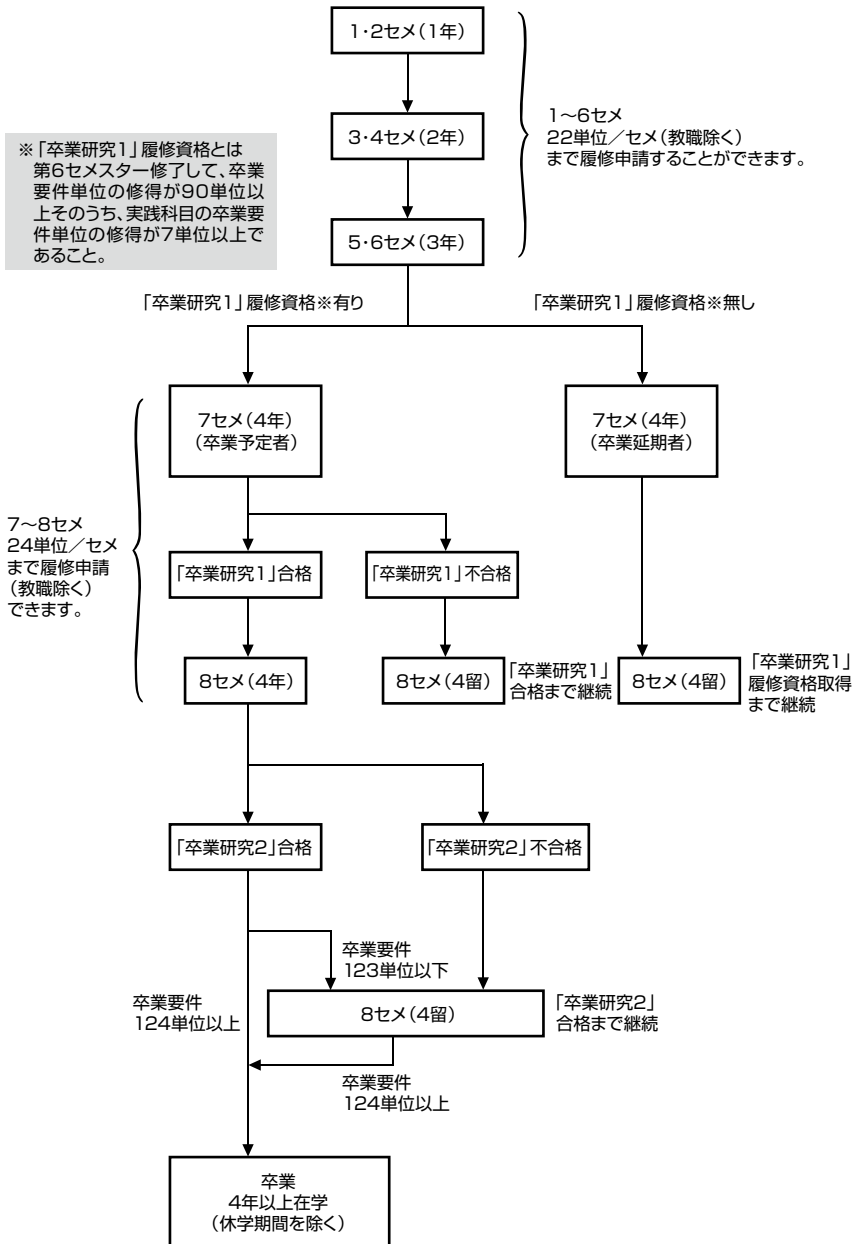 1・2セメ（1年）
1～6セメ
22単位／セメ（教職除く）
まで履修申請することができます。
3・4セメ（2年）
※「卒業研究1」履修資格とは
第6セメスター修了して、卒業
要件単位の修得が90単位以
上そのうち、実践科目の卒業要
件単位の修得が7単位以上で
あること。
5・6セメ（3年）
「卒業研究1」履修資格※有り
「卒業研究1」履修資格※無し
7セメ（4年）
（卒業予定者）
7セメ（4年）
（卒業延期者）
7～8セメ
24単位／セメ
まで履修申請
（教職除く）
できます。
「卒業研究1」合格
「卒業研究1」不合格
8セメ（4年）
8セメ（4留）
「卒業研究1」
合格まで継続
8セメ（4留）
「卒業研究1」
履修資格取得
まで継続
「卒業研究2」合格
「卒業研究2」不合格
卒業要件
123単位以下
卒業要件
124単位以上
8セメ（4留）
「卒業研究2」
合格まで継続
卒業要件
124単位以上
卒業
4年以上在学
（休学期間を除く）